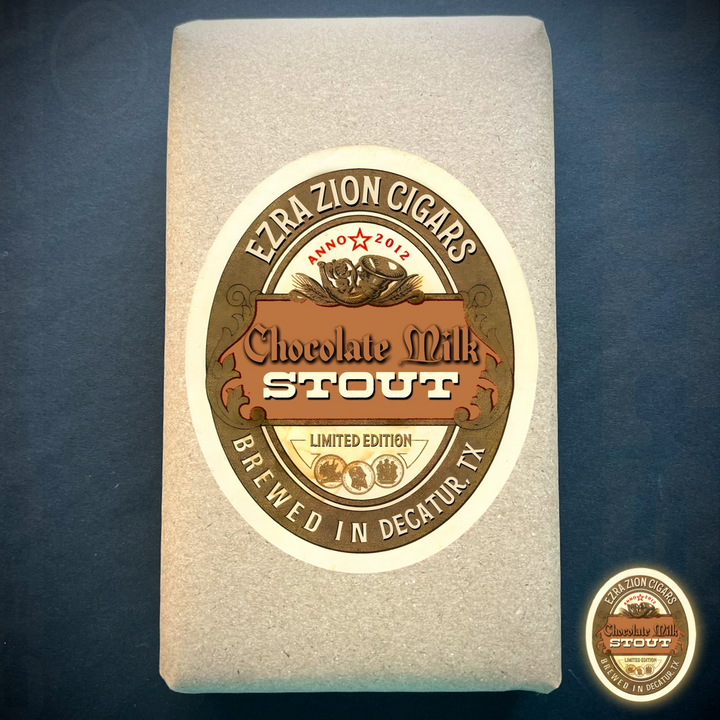 EZRA ZION CIGARS
ANNO ☆ 2012
Chocolate Milk
STOUT
LIMITED EDITION
BREWED IN DECATUR, TX
EZRA ZION CIGARS
ANNO ☆ 2012
Chocolate Milk
STOUT
LIMITED EDITION
BREWED IN DECATUR, TX